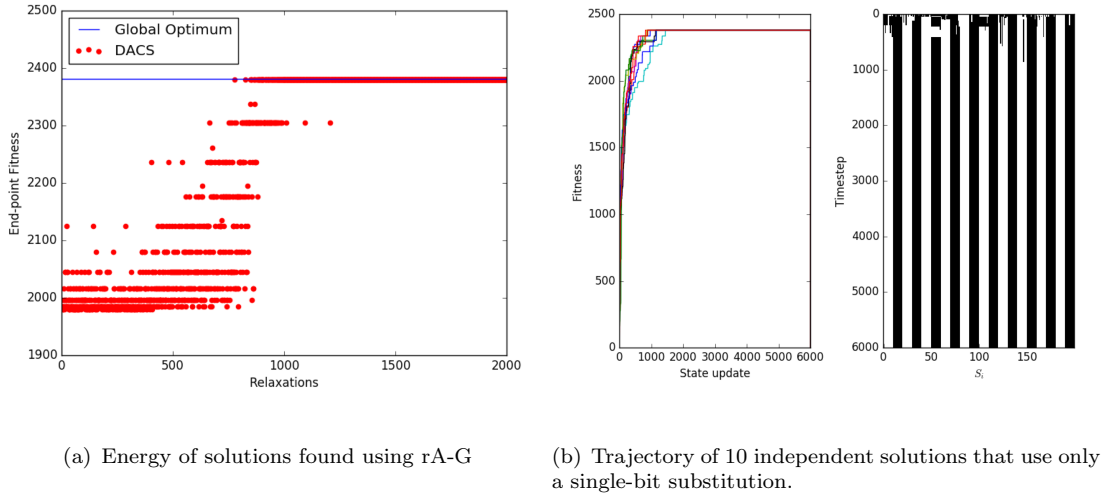 Global Optimum
DACS
2400
2300
2200
2100
2000
1900
End-point Fitness
0
500
1000
1500
2000
Relaxations
2500
2000
1500
1000
500
0
Fitness
0 1000 2000 3000 4000 5000 6000
State update
0
1000
2000
3000
4000
5000
6000
Timestep
0
50
100
150
S_i
(a) Energy of solutions found using rA-G
(b) Trajectory of 10 independent solutions that use only
a single-bit substitution.